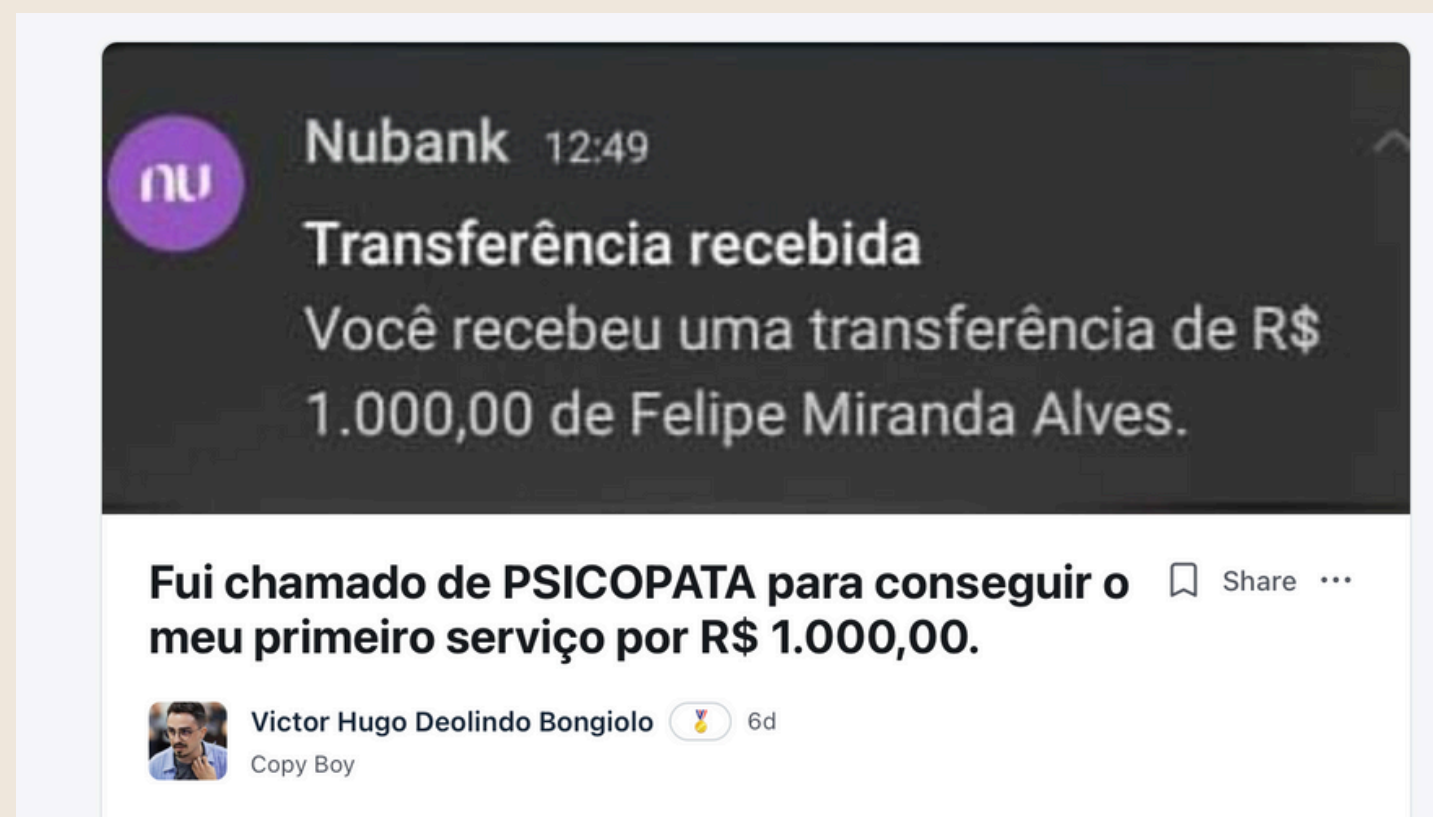 nu
Nubank 12:49
Transferência recebida
Você recebeu uma transferência de R$
1.000,00 de Felipe Miranda Alves.
Fui chamado de PSICOPATA para conseguir o
meu primeiro serviço por R$ 1.000,00.
Share
Victor Hugo Deolindo Bongiolo 6d
Copy Boy